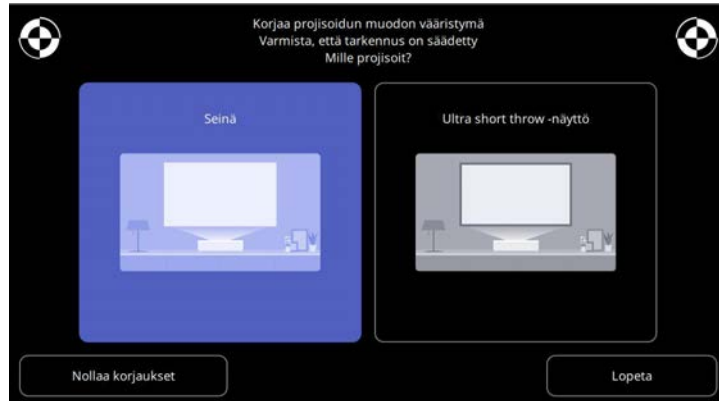 Korjaa projisoidun muodon vääristymä
Varmista, että tarkennus on säädetty
Mille projisoit?
Seinä
Ultra short throw -näyttö
Nollaa korjaukset
Lopeta